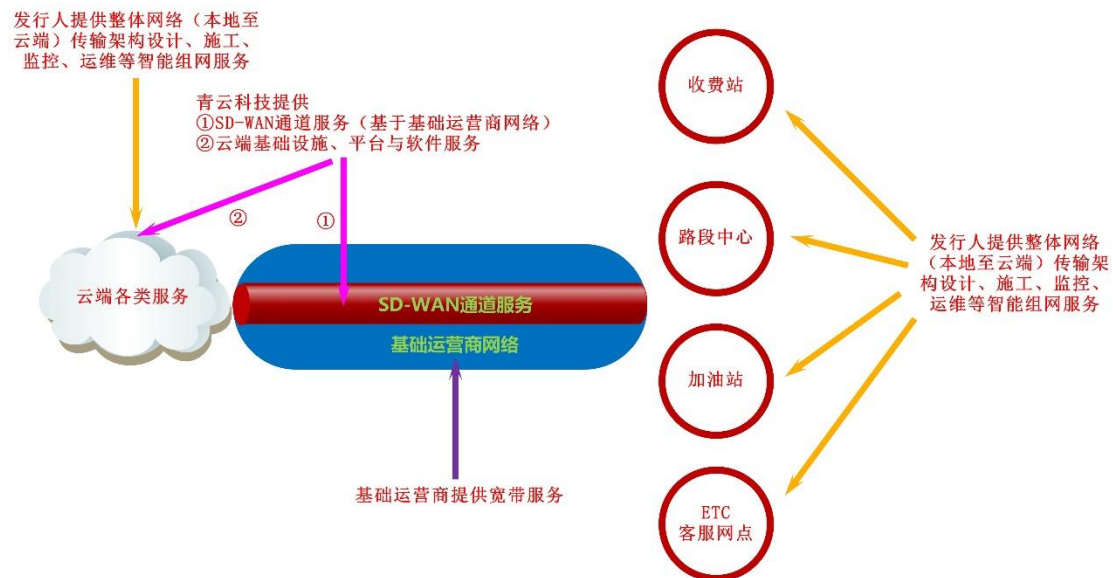 发行人提供整体网络（本地至
云端）传输架构设计、施工、
监控、运维等智能组网服务
青云科技提供
①SD-WAN通道服务（基于基础运营商网络）
②云端基础设施、平台与软件服务
②
①
云端各类服务
SD-WAN通道服务
基础运营商网络
基础运营商提供宽带服务
收费站
路段中心
加油站
ETC
客服网点
发行人提供整体网络
（本地至云端）传输架
构设计、施工、监控、
运维等智能组网服务